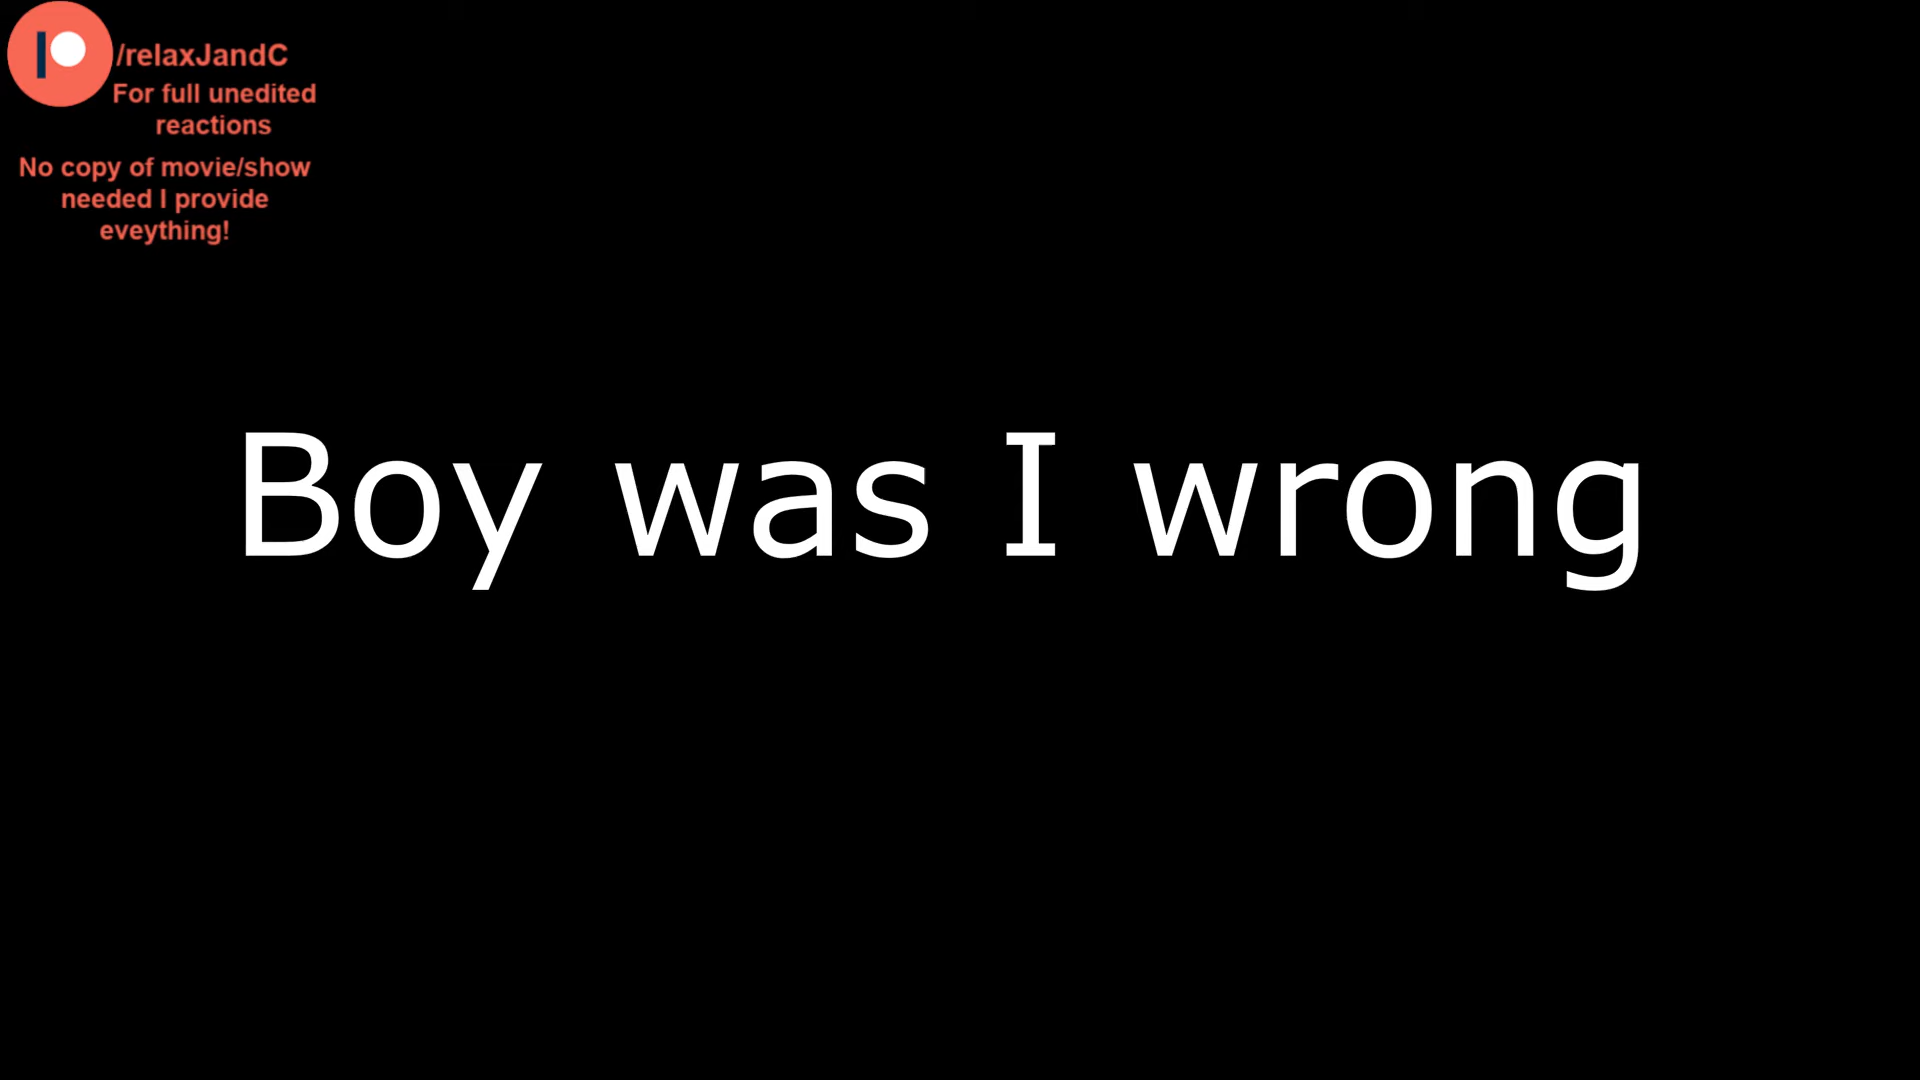 /relaxJandC
For full unedited
reactions
No copy of movie/show
needed I provide
eveything!
Boy was I wrong